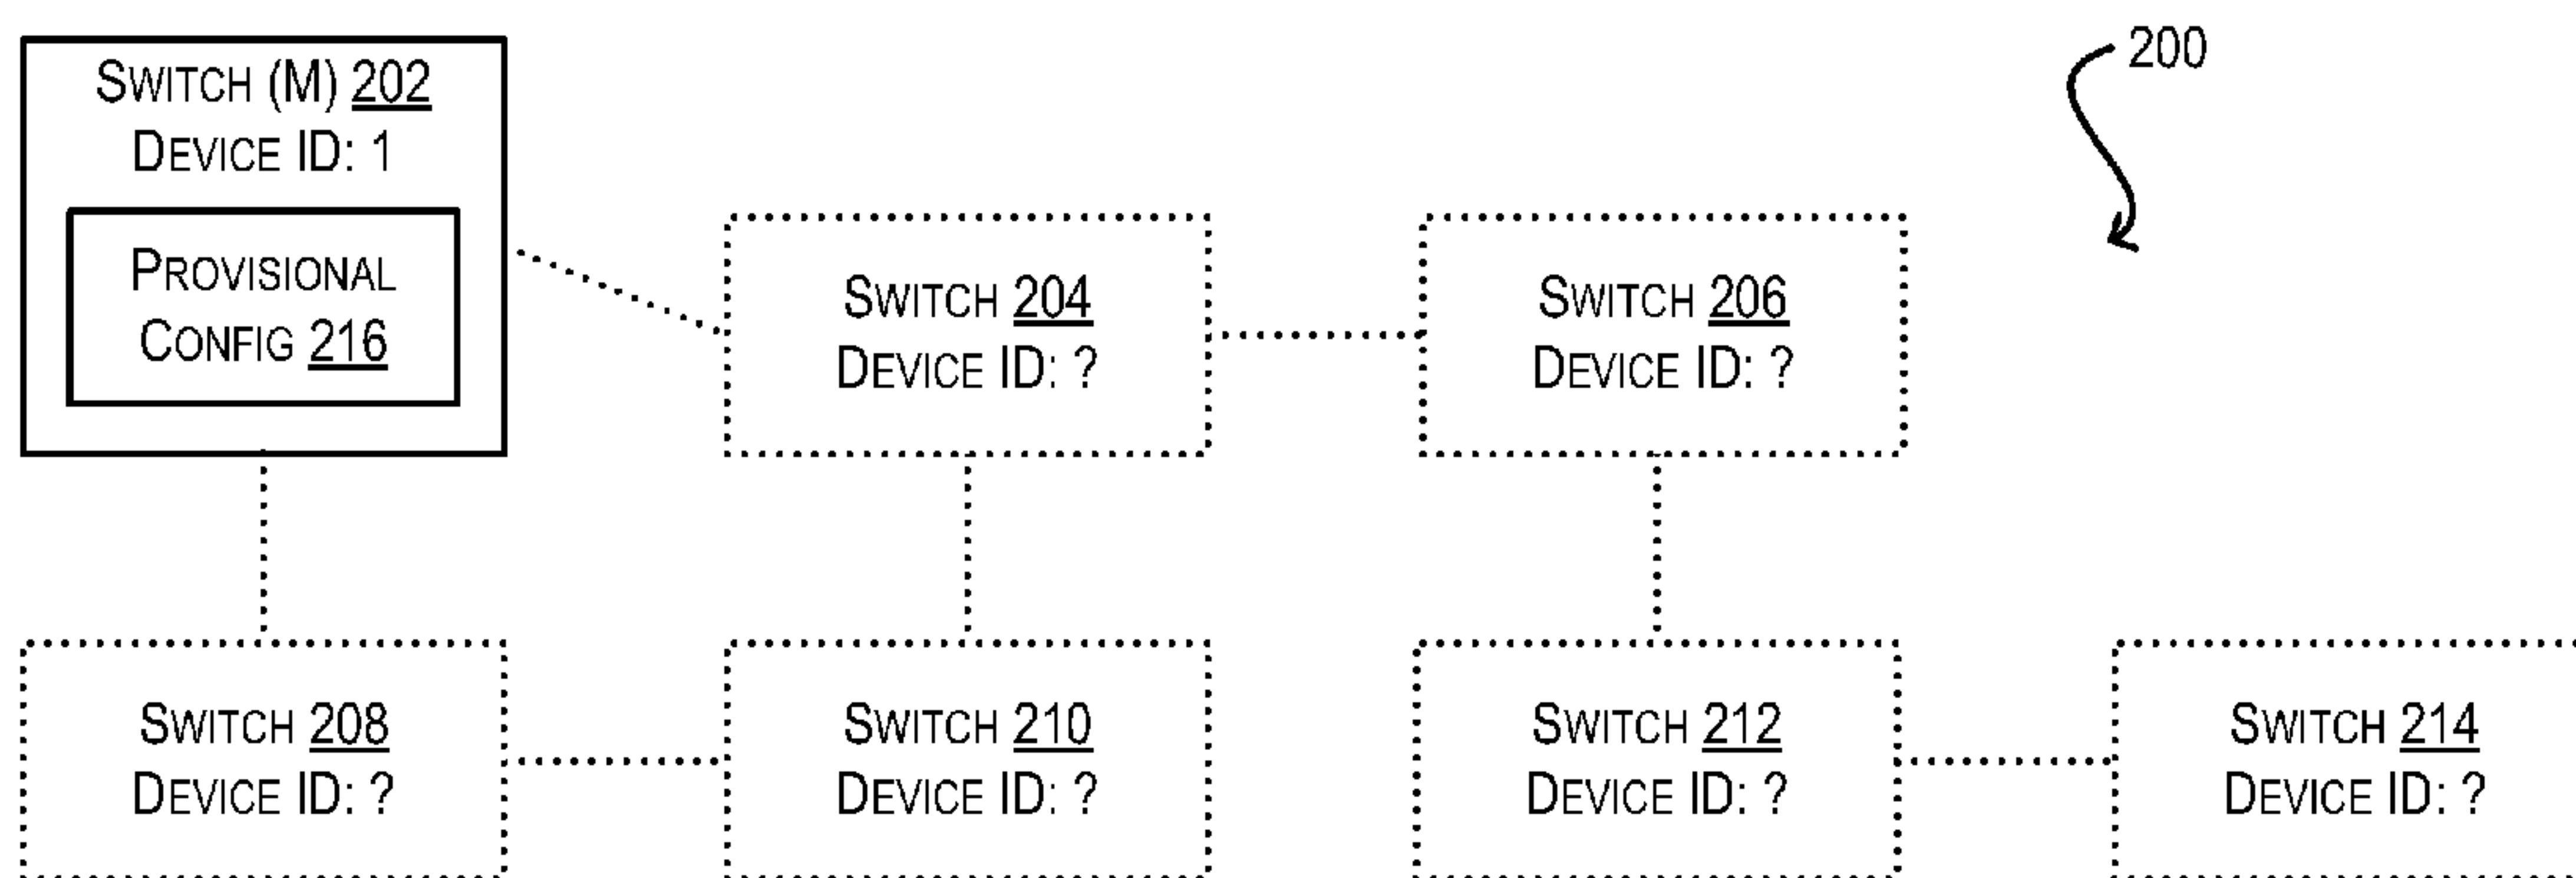 SWITCH (M) 202
DEVICE ID: 1
PROVISIONAL
CONFIG 216
200
SWITCH 204
DEVICE ID: ?
SWITCH 206
DEVICE ID: ?
SWITCH 208
DEVICE ID: ?
SWITCH 210
DEVICE ID: ?
SWITCH 212
DEVICE ID: ?
SWITCH 214
DEVICE ID: ?